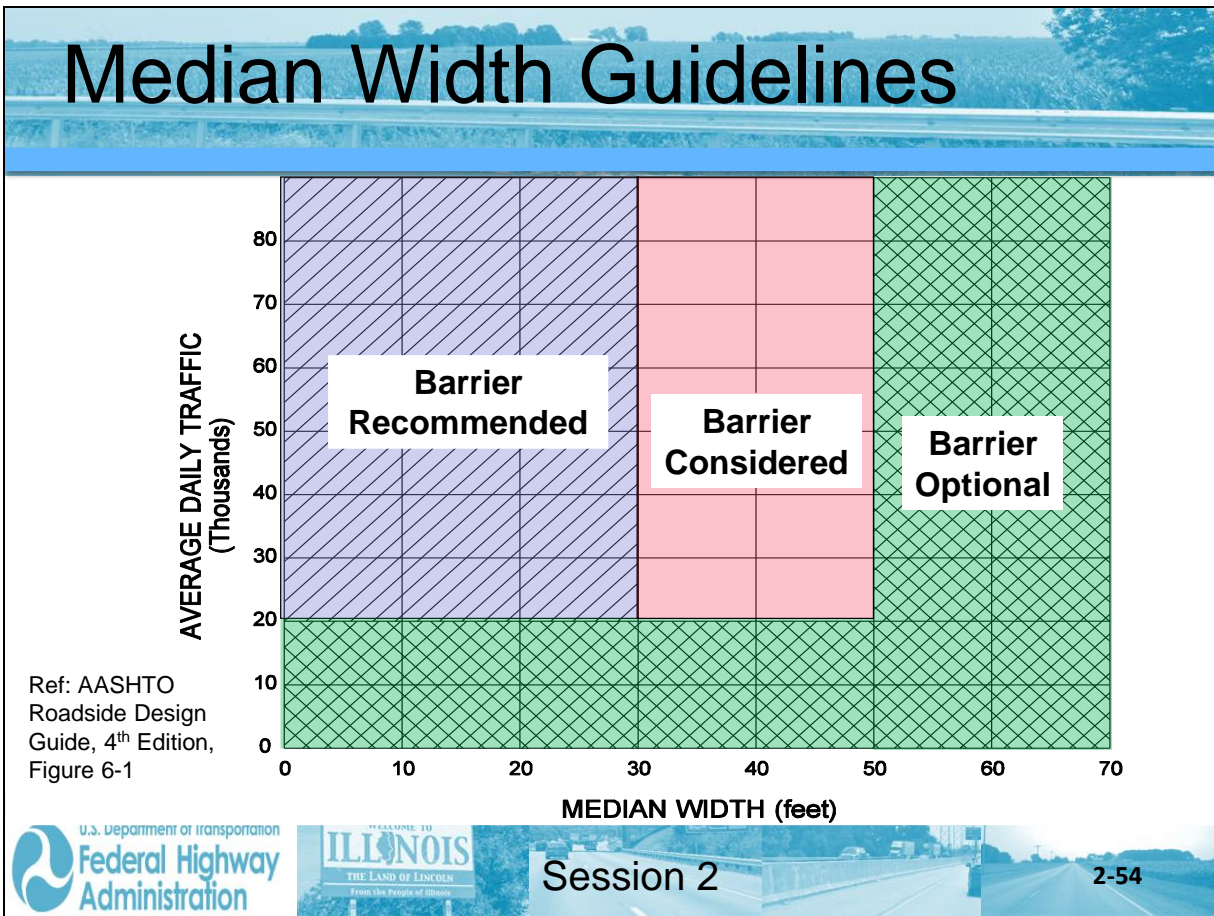 Median Width Guidelines
AVERAGE DAILY TRAFFIC
(Thousands)
80
70
60
50
40
30
20
10
0
Barrier
Recommended
Barrier
Considered
Barrier
Optional
0 10 20 30 40 50 60 70
MEDIAN WIDTH (feet)
Ref: AASHTO
Roadside Design
Guide, 4th Edition,
Figure 6-1
U.S. Department of Transportation
Federal Highway
Administration
WELCOME TO
ILLINOIS
THE LAND OF LINCOLN
From the People of Illinois
Session 2
2-54